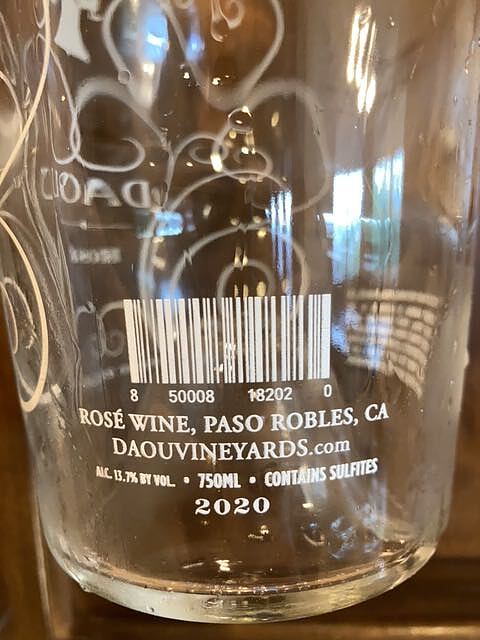 DAOU
8 50008 18202 0
ROSÉ WINE, PASO ROBLES, CA
DAOUVINEYARDS.com
ALC. 13.7% BY VOL. • 750ML • CONTAINS SULFITES
2020